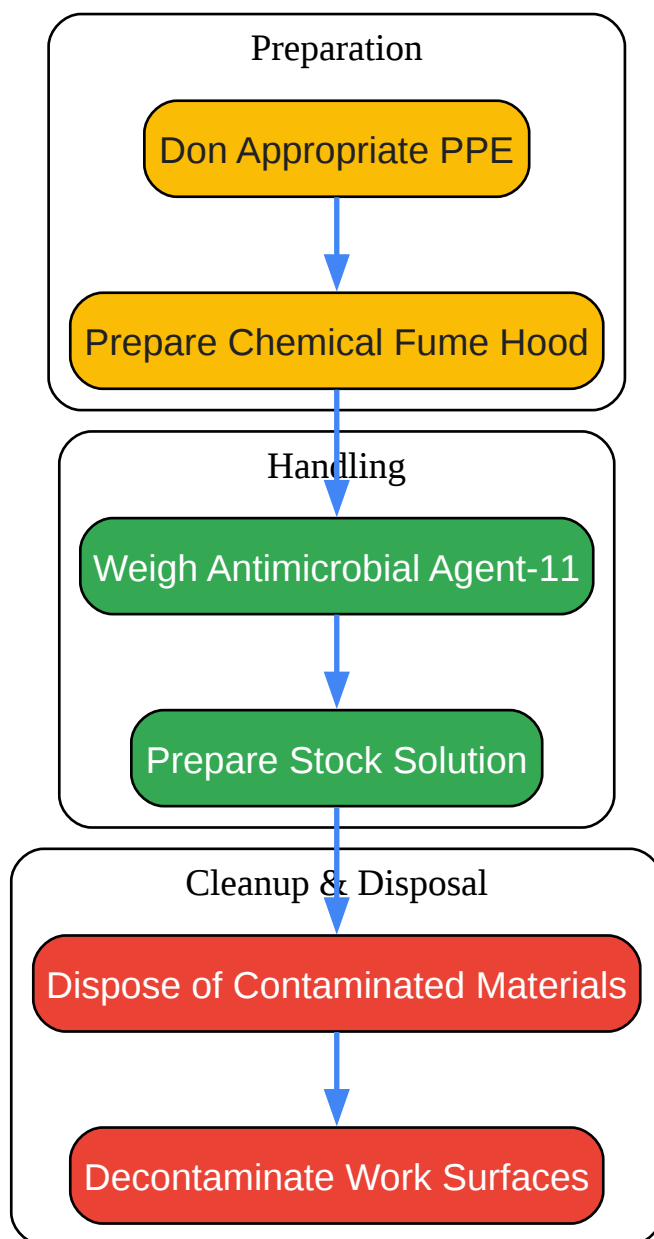 Preparation
Don Appropriate PPE
Prepare Chemical Fume Hood
Handling
Weigh Antimicrobial Agent-11
Prepare Stock Solution
Cleanup & Disposal
Dispose of Contaminated Materials
Decontaminate Work Surfaces